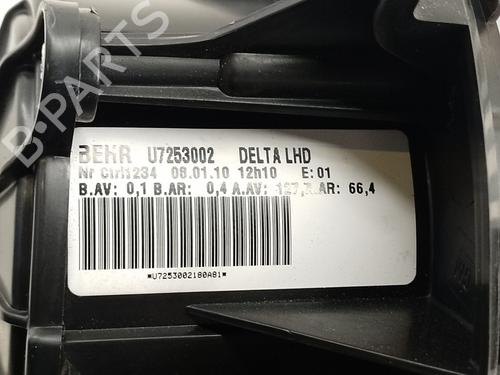 B-PARTS
BEHR U7253002 DELTA LHD
Nr Ctrl1234 08.01.10 12h10 E:01
B.AV: 0,1 B.AR: 0,4 A.AV: 127, A.AR: 66,4
*U7253002180A81*